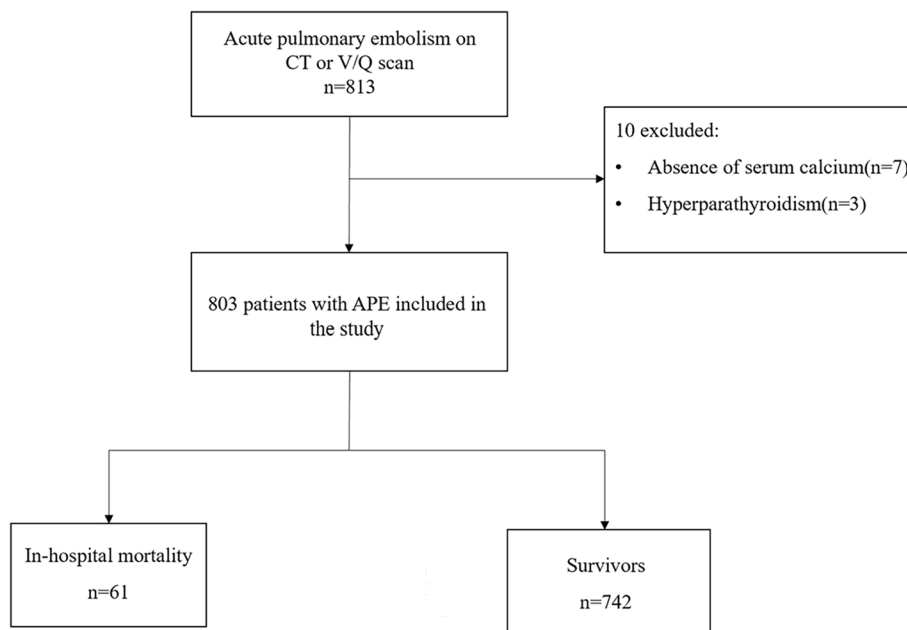 Acute pulmonary embolism on
CT or V/Q scan
n=813
10 excluded:
• Absence of serum calcium(n=7)
• Hyperparathyroidism(n=3)
803 patients with APE included in
the study
In-hospital mortality
n=61
Survivors
n=742